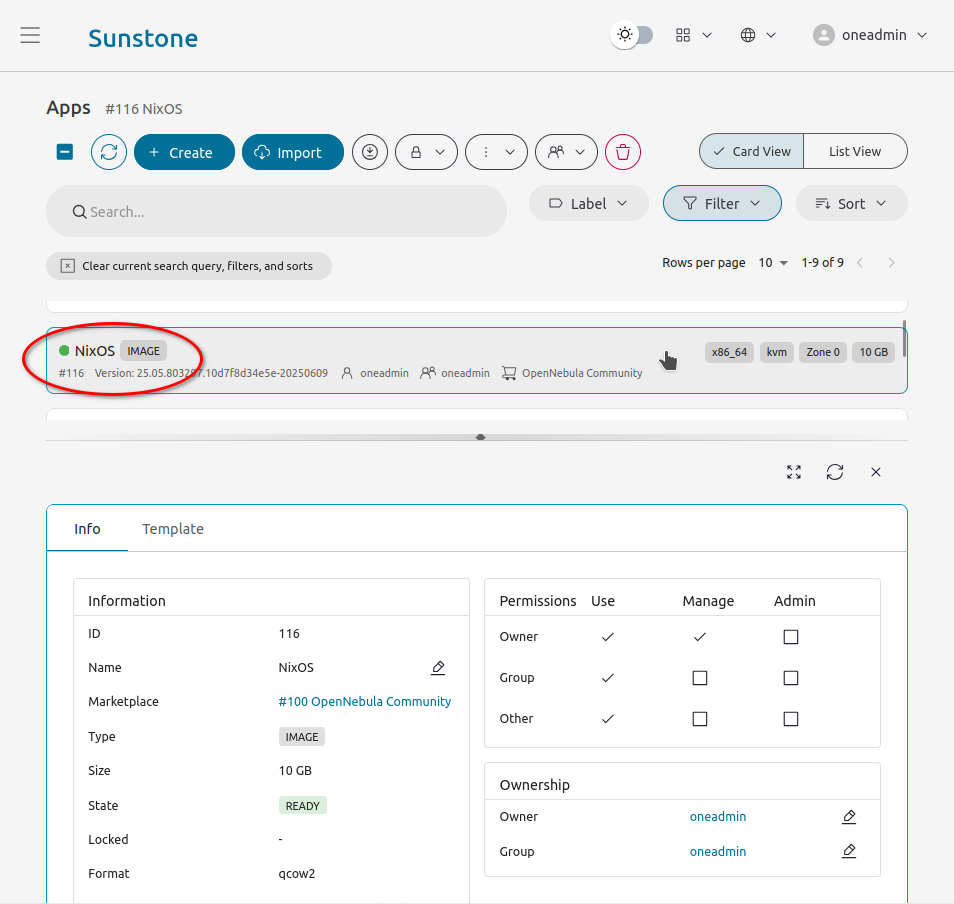 Sunstone
oneadmin
Apps #116 NixOS
Create
Import
Card View
List View
Search...
Label
Filter
Sort
Clear current search query, filters, and sorts
Rows per page 10 1-9 of 9
NixOS IMAGE
x86_64 kvm Zone 0 10 GB
#116 Version: 25.05.803297.10d7f8d34e5e-20250609 oneadmin oneadmin OpenNebula Community
Info Template
Information
ID 116
Name NixOS
Marketplace #100 OpenNebula Community
Type IMAGE
Size 10 GB
State READY
Locked -
Format qcow2
Permissions Use Manage Admin
Owner
Group
Other
Ownership
Owner oneadmin
Group oneadmin